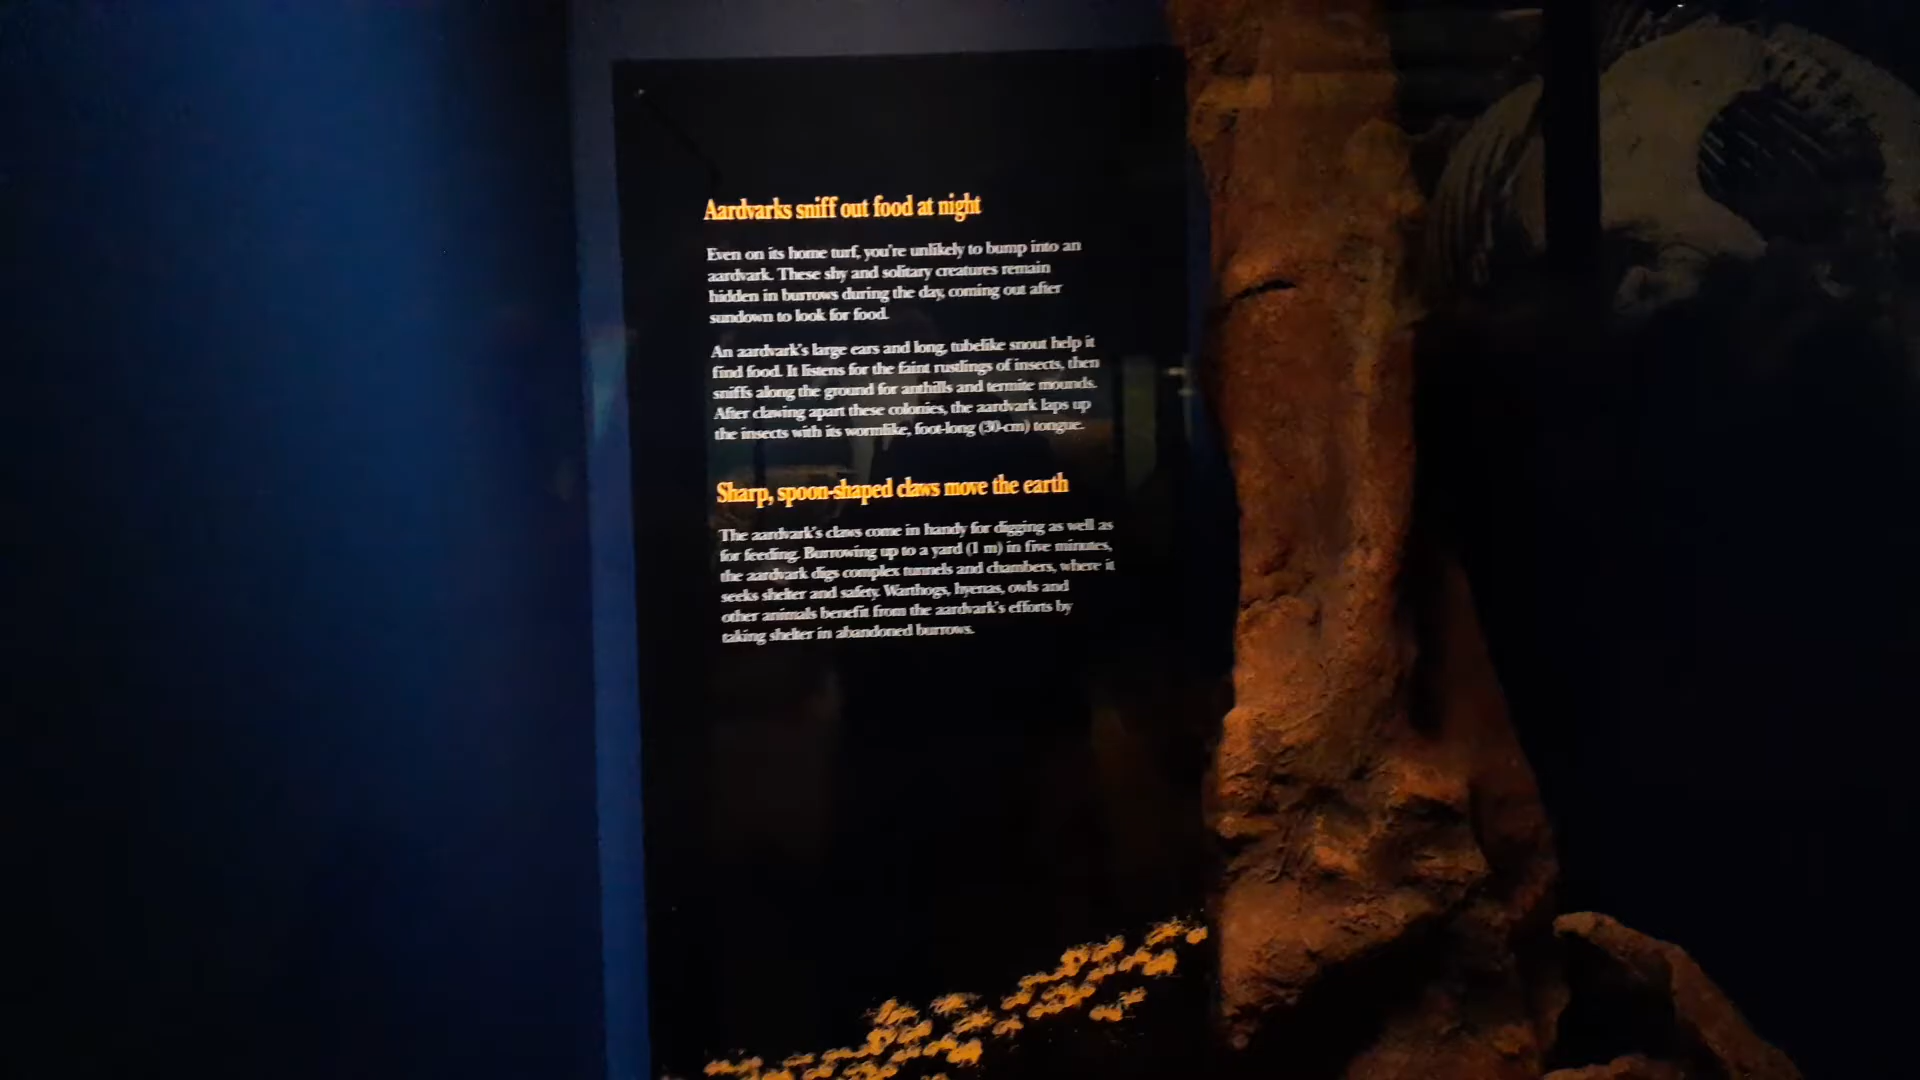 Aardvarks sniff out food at night
Even on its home turf, you're unlikely to bump into an
aardvark. These shy and solitary creatures remain
hidden in burrows during the day, coming out after
sundown to look for food.
An aardvark's large ears and long, tubelike snout help it
find food. It listens for the faint rustlings of insects, then
sniffs along the ground for anthills and termite mounds.
After clawing apart these colonies, the aardvark laps up
the insects with its wormlike, foot-long (30-cm) tongue.
Sharp, spoon-shaped claws move the earth
The aardvark's claws come in handy for digging as well as
for feeding. Burrowing up to a yard (1 m) in five minutes,
the aardvark digs complex tunnels and chambers, where it
seeks shelter and safety. Warthogs, hyenas, owls and
other animals benefit from the aardvark's efforts by
taking shelter in abandoned burrows.